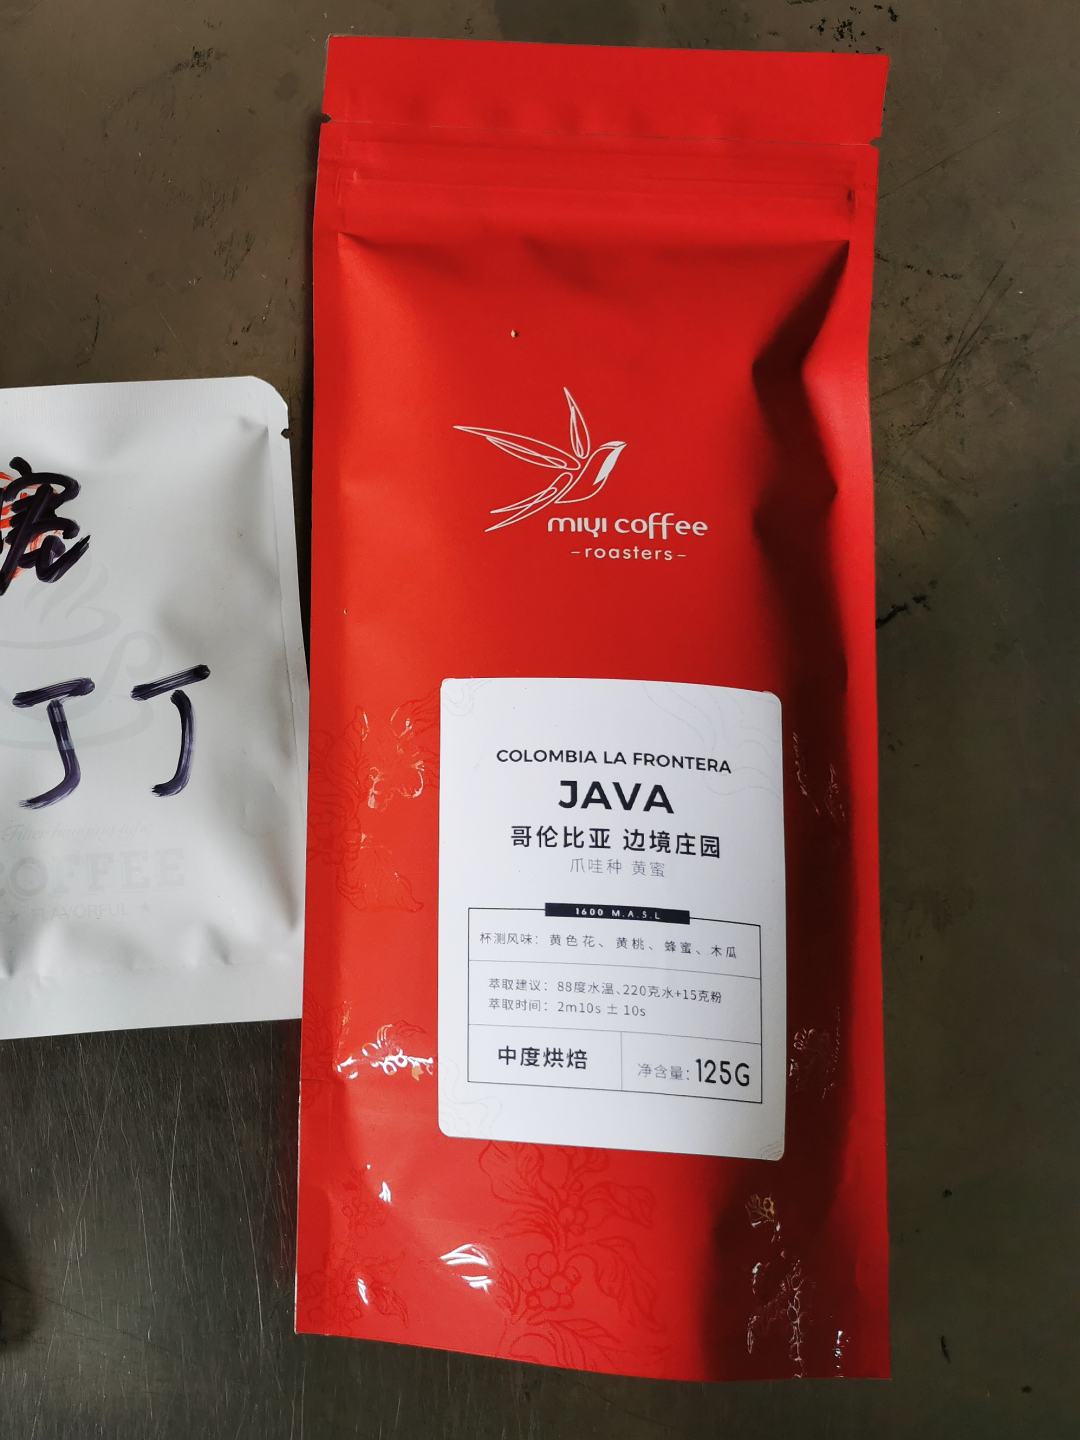 miyi coffee
-roasters-
COLOMBIA LA FRONTERA
JAVA
哥伦比亚 边境庄园
爪哇种 黄蜜
1600 M.A.S.L
杯测风味：黄色花、黄桃、蜂蜜、木瓜
萃取建议：88度水温、220克水+15克粉
萃取时间：2m10s ± 10s
中度烘焙
净含量：125G
丁丁
COFFEE
★ FLAVORFUL ★